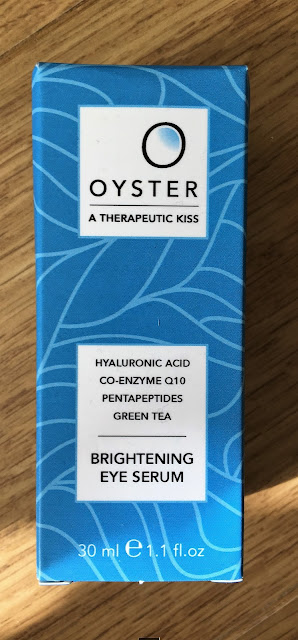 OYSTER
A THERAPEUTIC KISS
HYALURONIC ACID
CO-ENZYME Q10
PENTAPEPTIDES
GREEN TEA
BRIGHTENING
EYE SERUM
30 ml ℮ 1.1 fl.oz